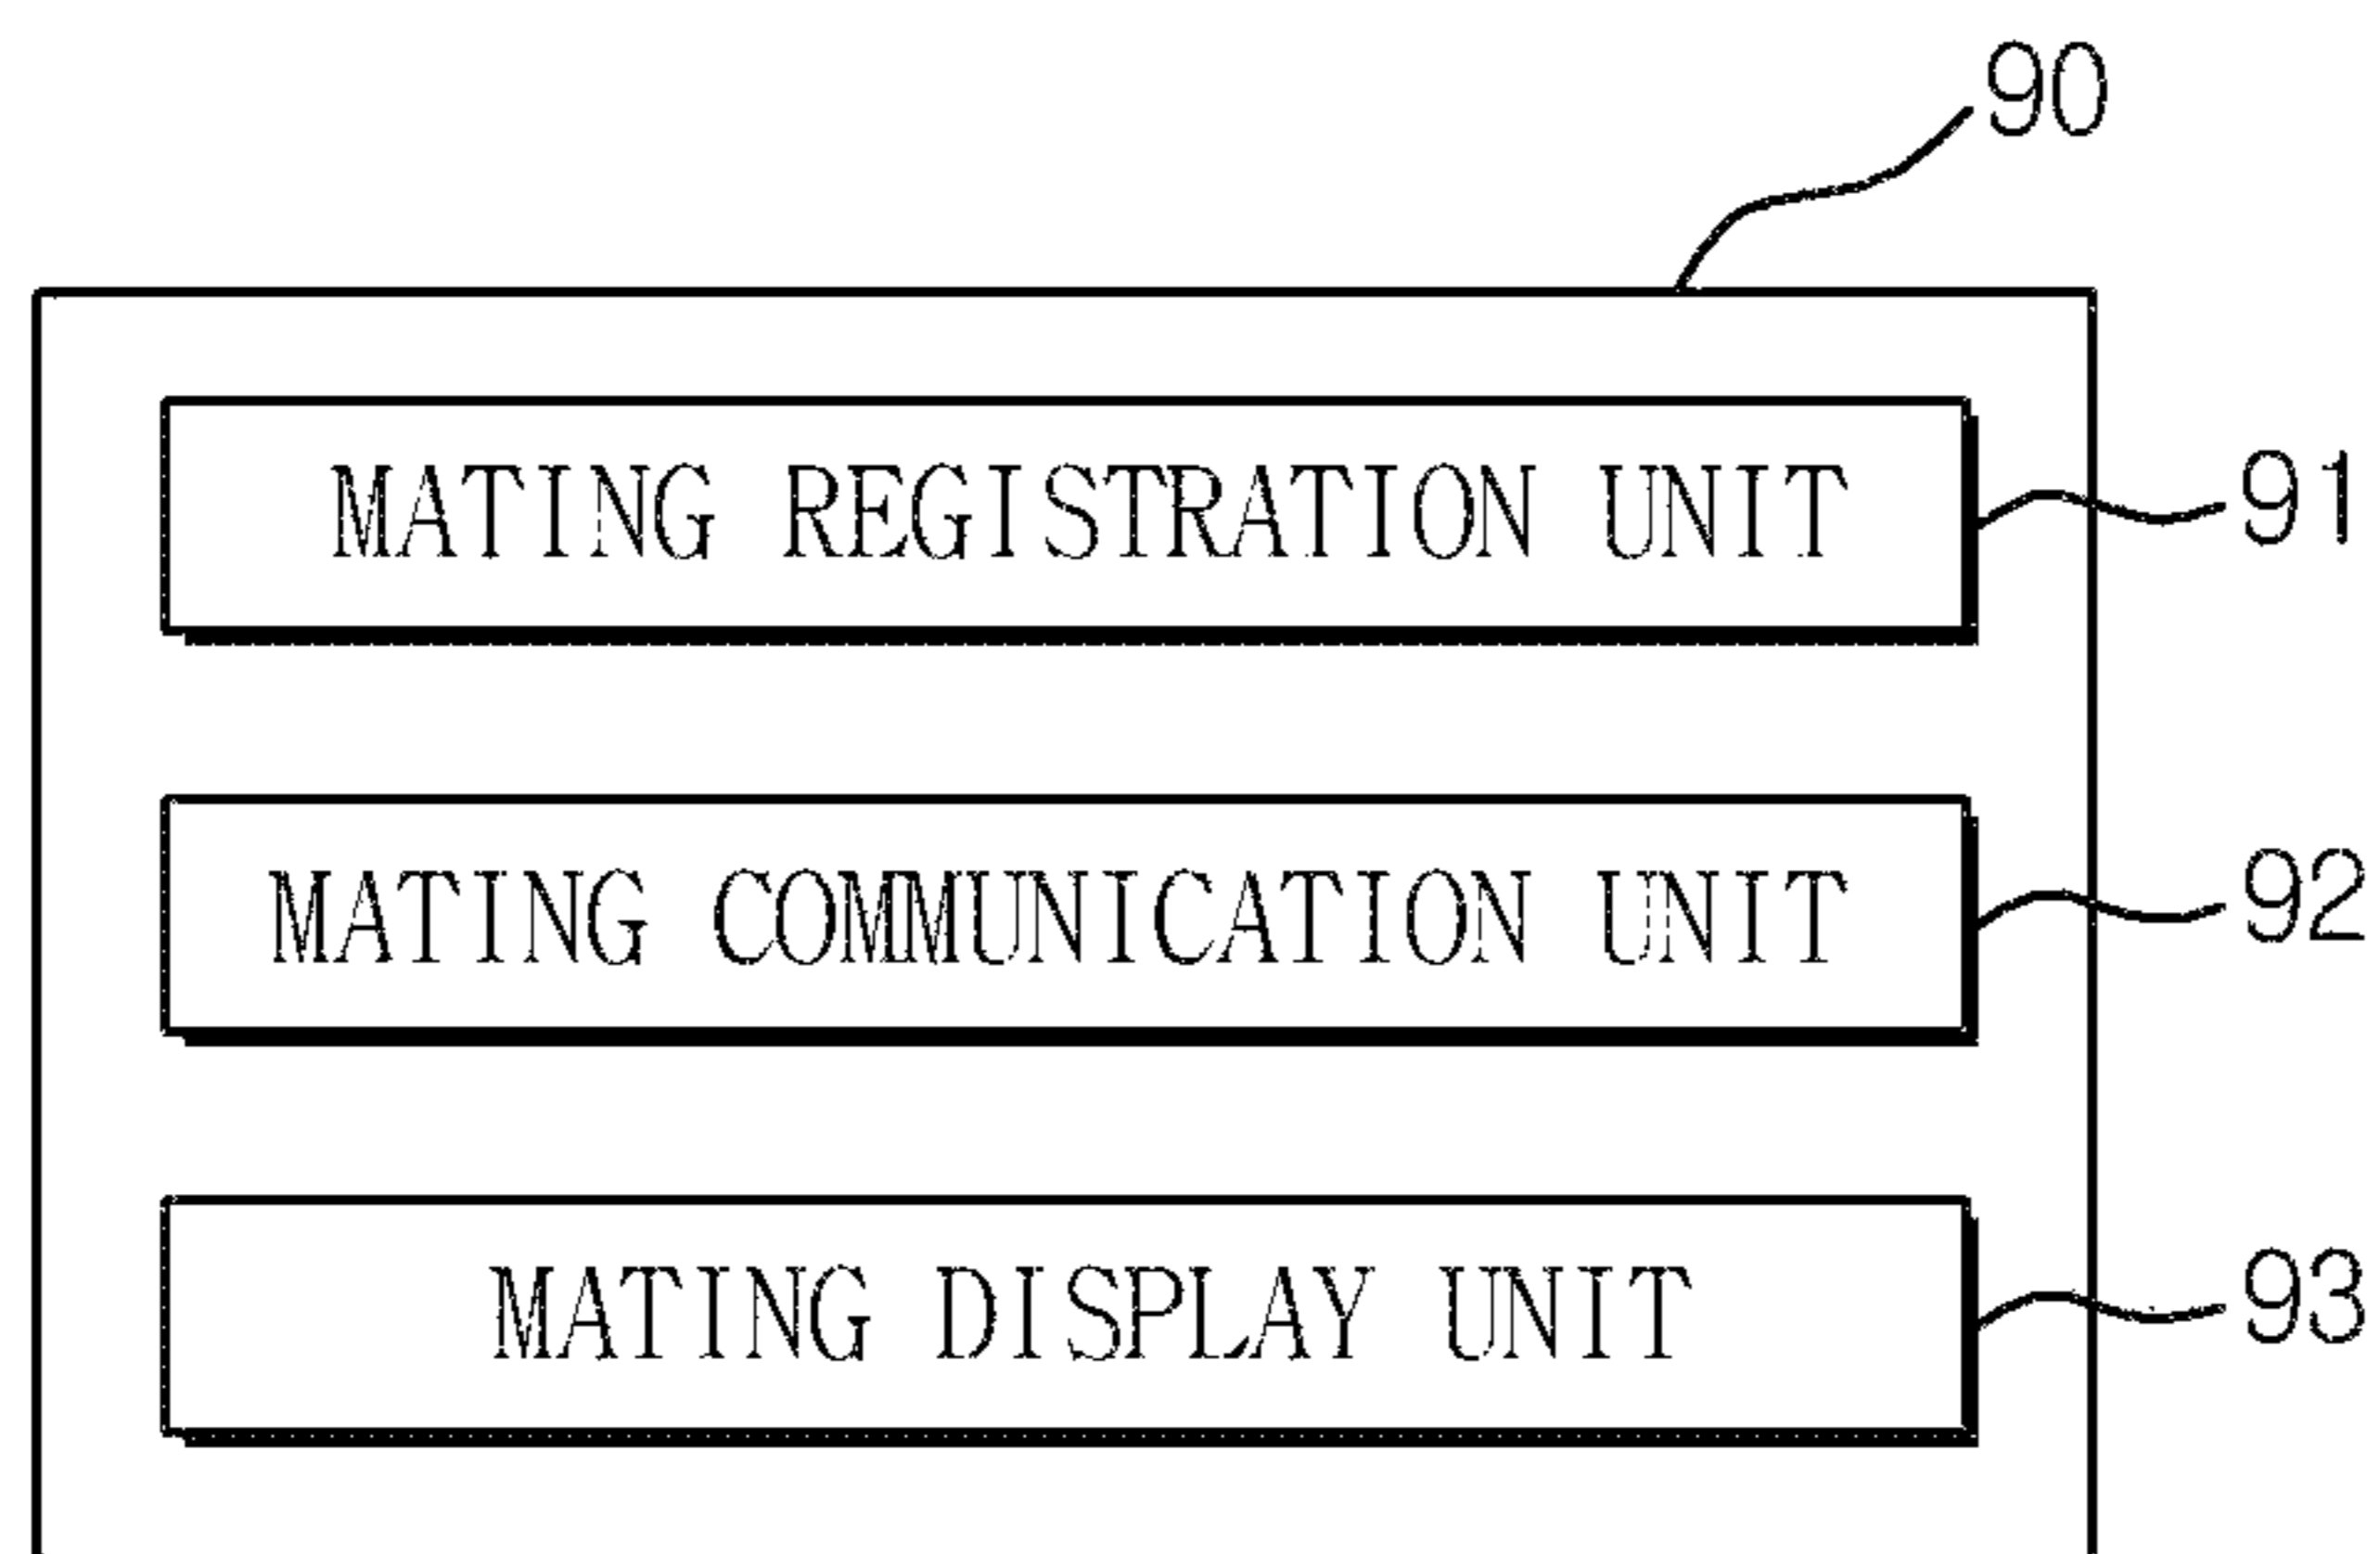 90
MATING REGISTRATION UNIT 91
MATING COMMUNICATION UNIT 92
MATING DISPLAY UNIT 93